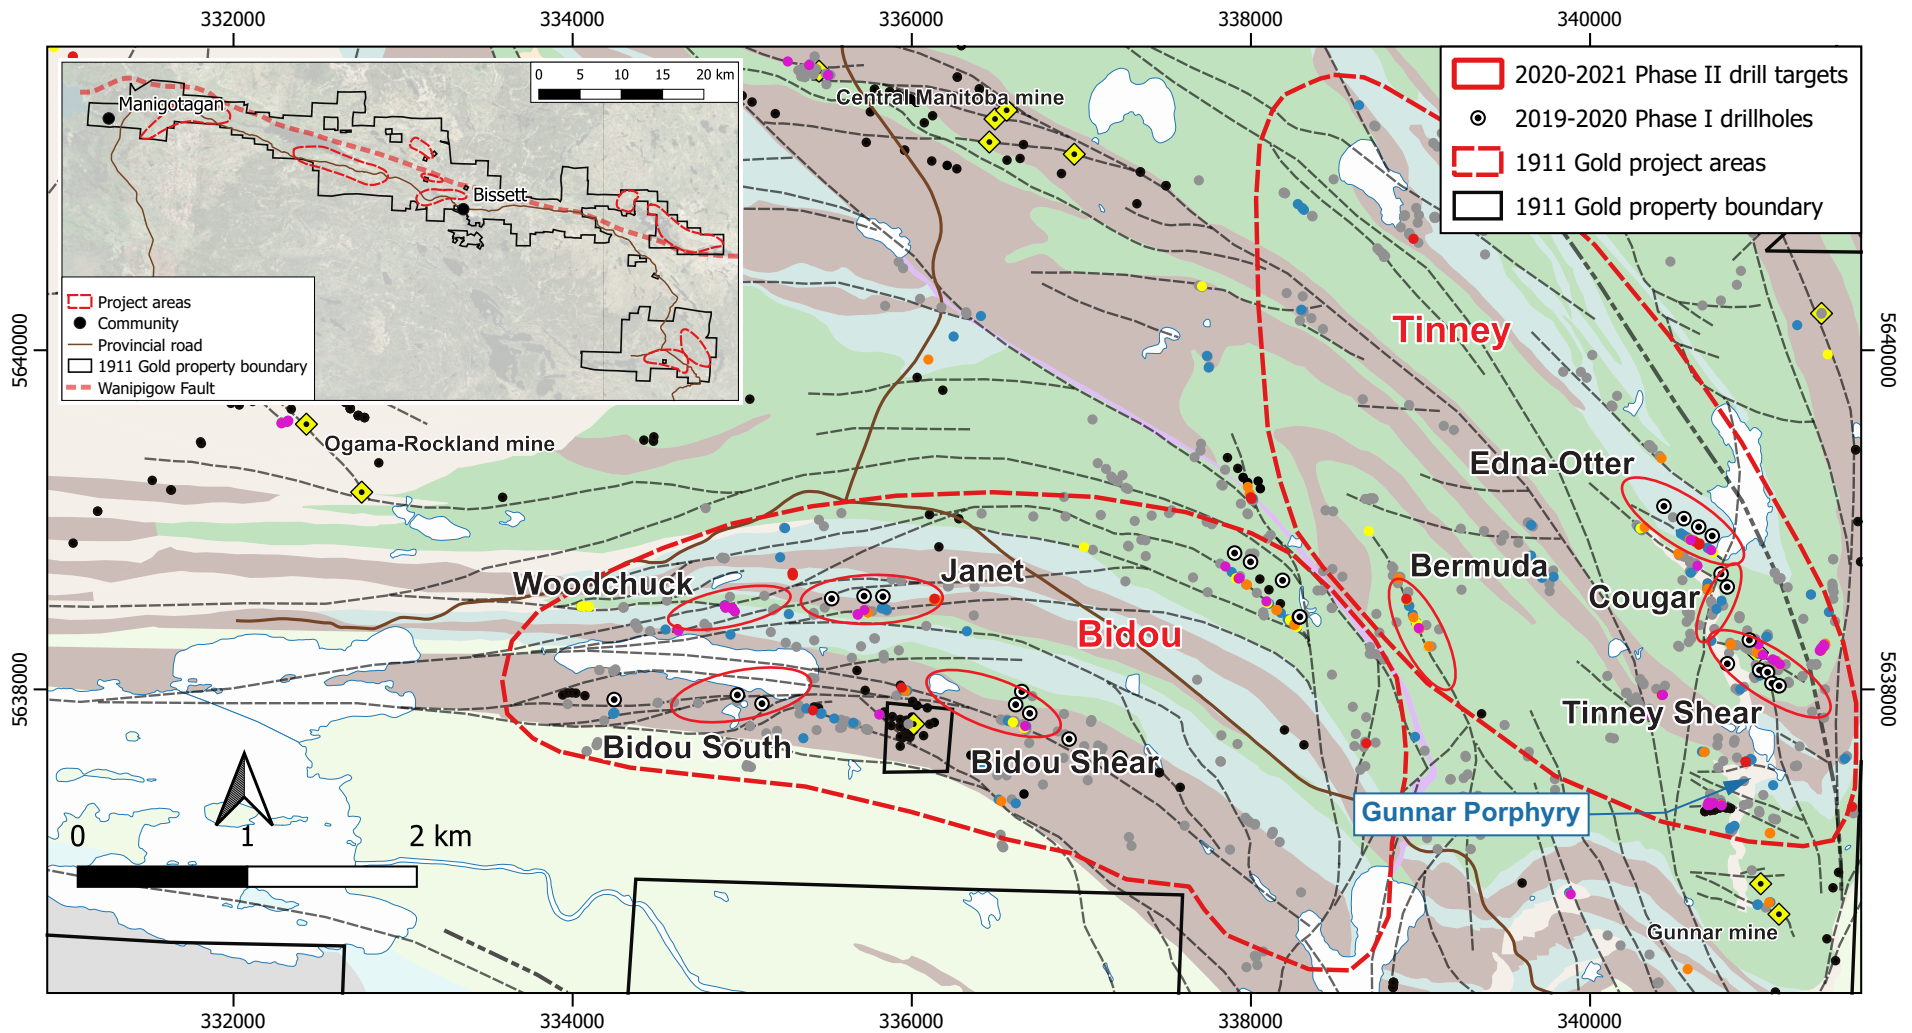 332000
334000
336000
338000
340000
2020-2021 Phase II drill targets
2019-2020 Phase I drillholes
1911 Gold project areas
1911 Gold property boundary
0
5
10
15
20 km
Manigotagan
Bissett
Project areas
Community
Provincial road
1911 Gold property boundary
Wanipigow Fault
Central Manitoba mine
5640000
5640000
Tinney
Ogama-Rockland mine
Edna-Otter
Woodchuck
Janet
Bermuda
Cougar
Bidou
5638000
5638000
Tinney Shear
Bidou South
Bidou Shear
Gunnar Porphyry
0
1
2 km
Gunnar mine
332000
334000
336000
338000
340000